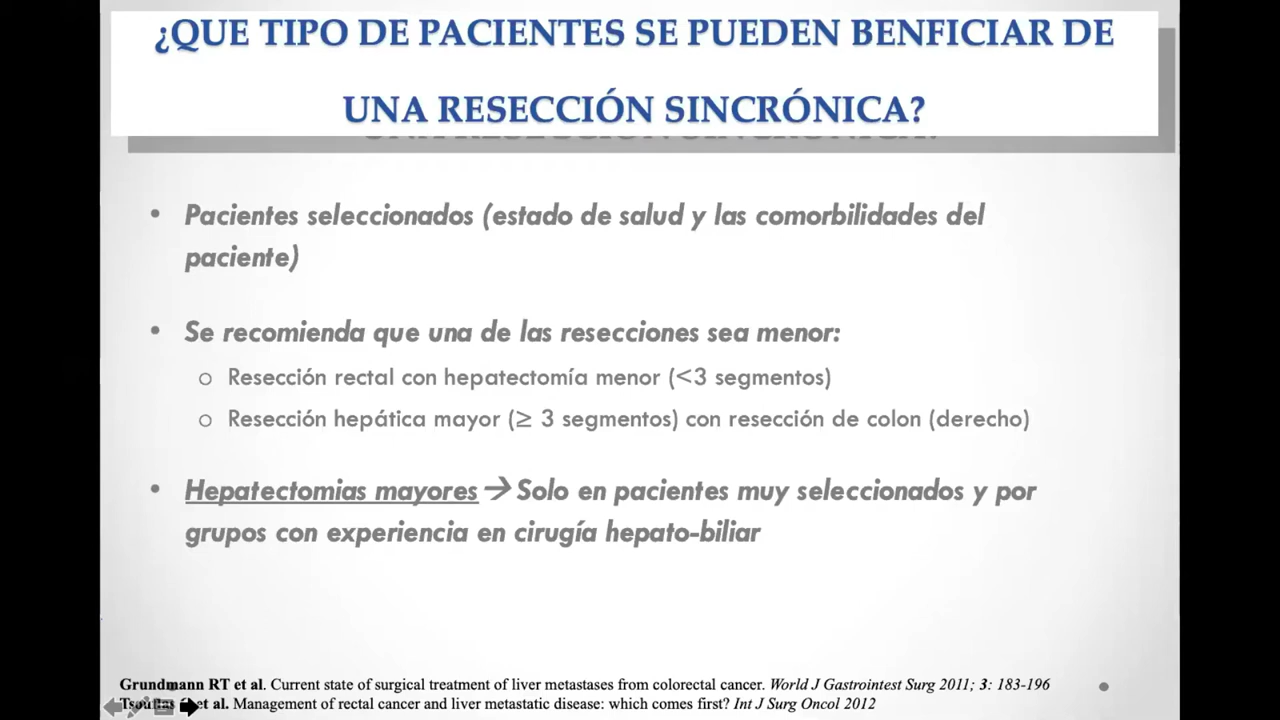 ¿QUE TIPO DE PACIENTES SE PUEDEN BENFICIAR DE
UNA RESECCIÓN SINCRÓNICA?
• Pacientes seleccionados (estado de salud y las comorbilidades del
paciente)
• Se recomienda que una de las resecciones sea menor:
o Resección rectal con hepatectomía menor (<3 segmentos)
o Resección hepática mayor (≥ 3 segmentos) con resección de colon (derecho)
• Hepatectomias mayores→Solo en pacientes muy seleccionados y por
grupos con experiencia en cirugía hepato-biliar
Grundmann RT et al. Current state of surgical treatment of liver metastases from colorectal cancer. World J Gastrointest Surg 2011; 3: 183-196
et al. Management of rectal cancer and liver metastatic disease: which comes first? Int J Surg Oncol 2012